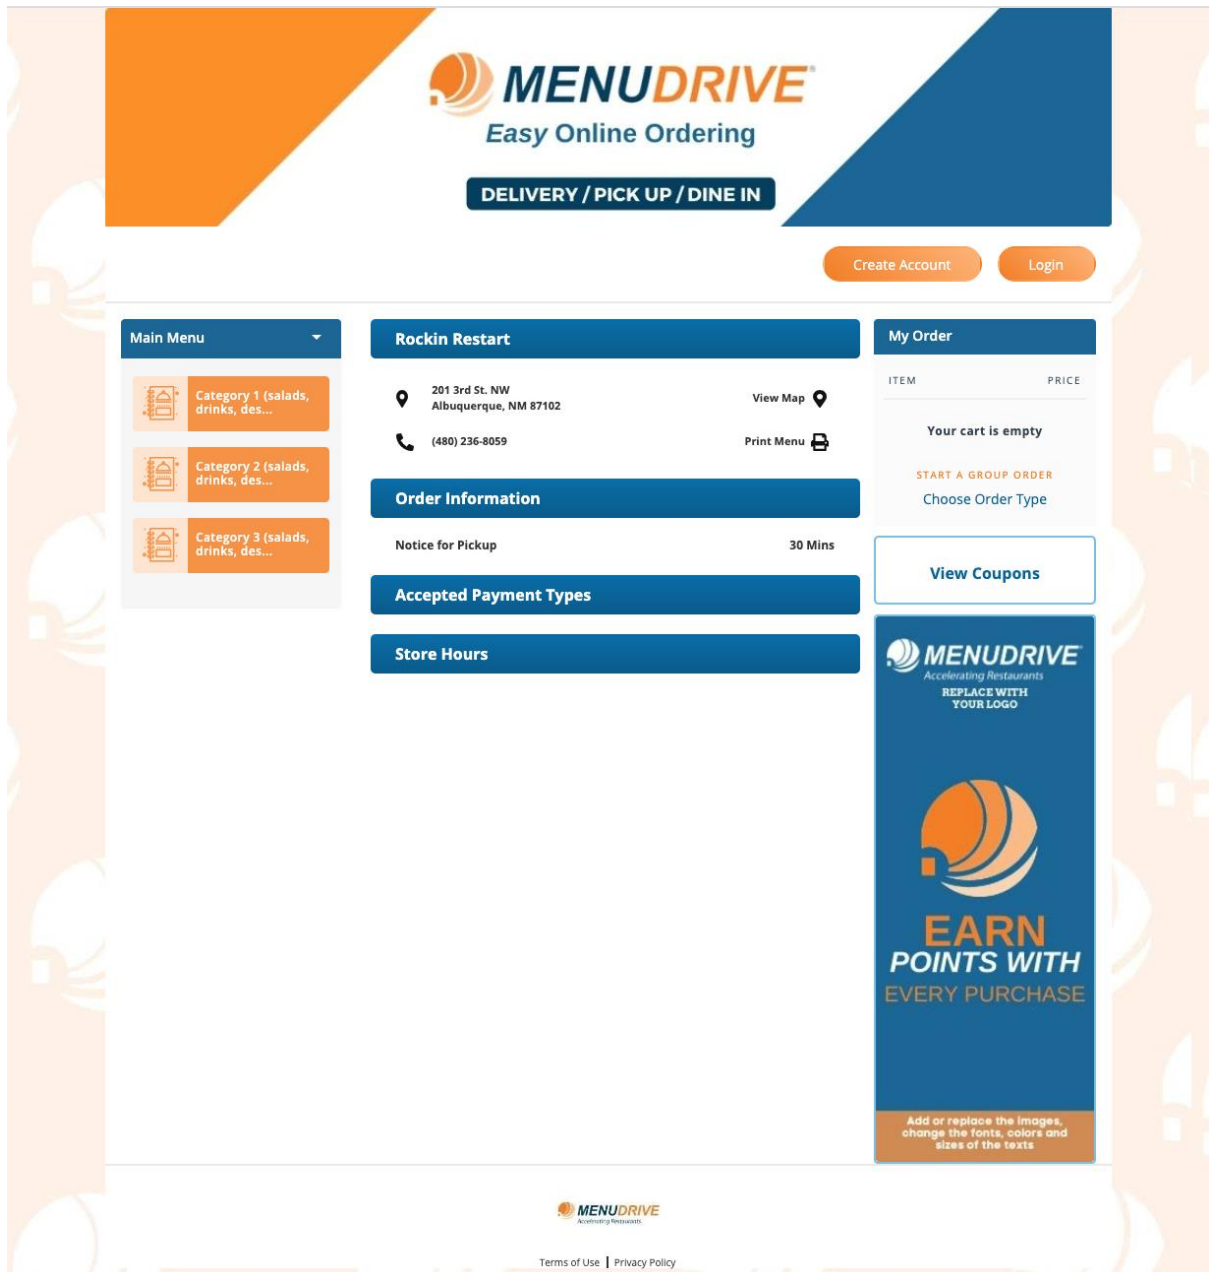 MENUDRIVE®
Easy Online Ordering
DELIVERY / PICK UP / DINE IN
Create Account
Login
Main Menu
Category 1 (salads,
drinks, des...
Category 2 (salads,
drinks, des...
Category 3 (salads,
drinks, des...
Rockin Restart
201 3rd St. NW
Albuquerque, NM 87102
View Map
(480) 236-8059
Print Menu
Order Information
Notice for Pickup 30 Mins
Accepted Payment Types
Store Hours
My Order
ITEM PRICE
Your cart is empty
START A GROUP ORDER
Choose Order Type
View Coupons
MENUDRIVE
Accelerating Restaurants
REPLACE WITH
YOUR LOGO
EARN
POINTS WITH
EVERY PURCHASE
Add or replace the images,
change the fonts, colors and
sizes of the texts
MENUDRIVE
Accelerating Restaurants
Terms of Use | Privacy Policy